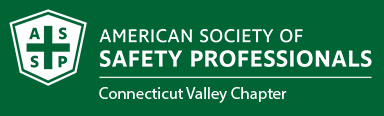 A S
S P
AMERICAN SOCIETY OF
SAFETY PROFESSIONALS
Connecticut Valley Chapter